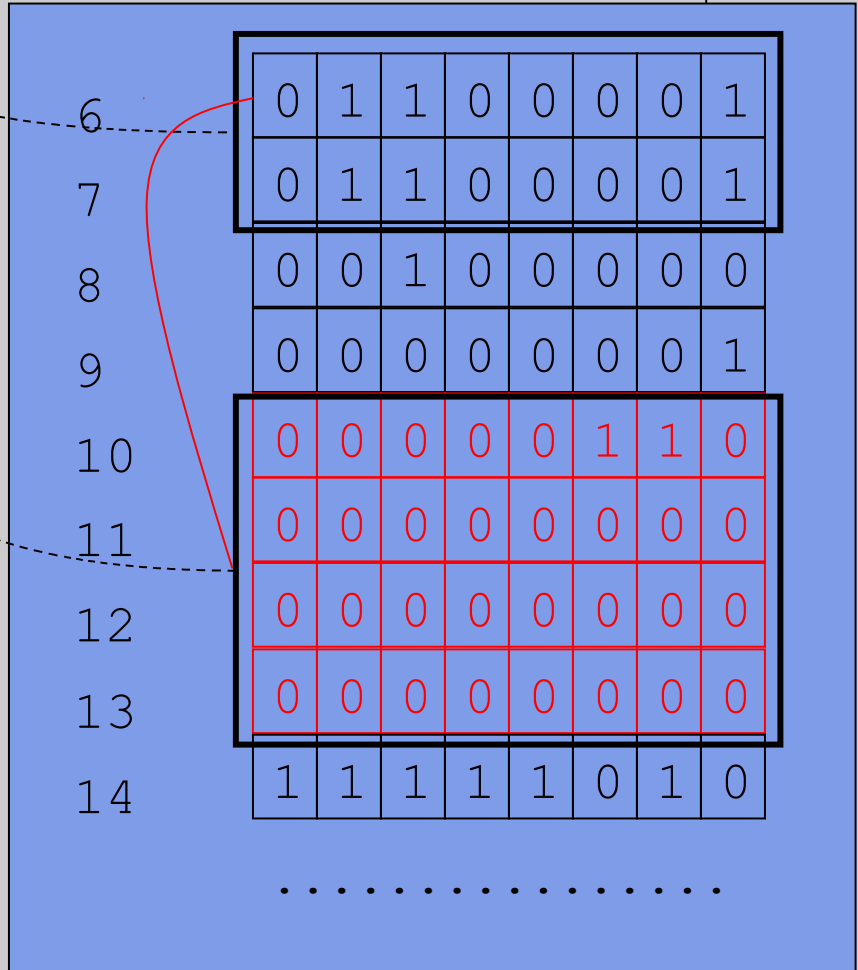 6 0 1 1 0 0 0 0 1
7 0 1 1 0 0 0 0 1
8 0 0 1 0 0 0 0 0
9 0 0 0 0 0 0 0 1
10 0 0 0 0 0 1 1 0
11 0 0 0 0 0 0 0 0
12 0 0 0 0 0 0 0 0
13 0 0 0 0 0 0 0 0
14 1 1 1 1 1 0 1 0
................